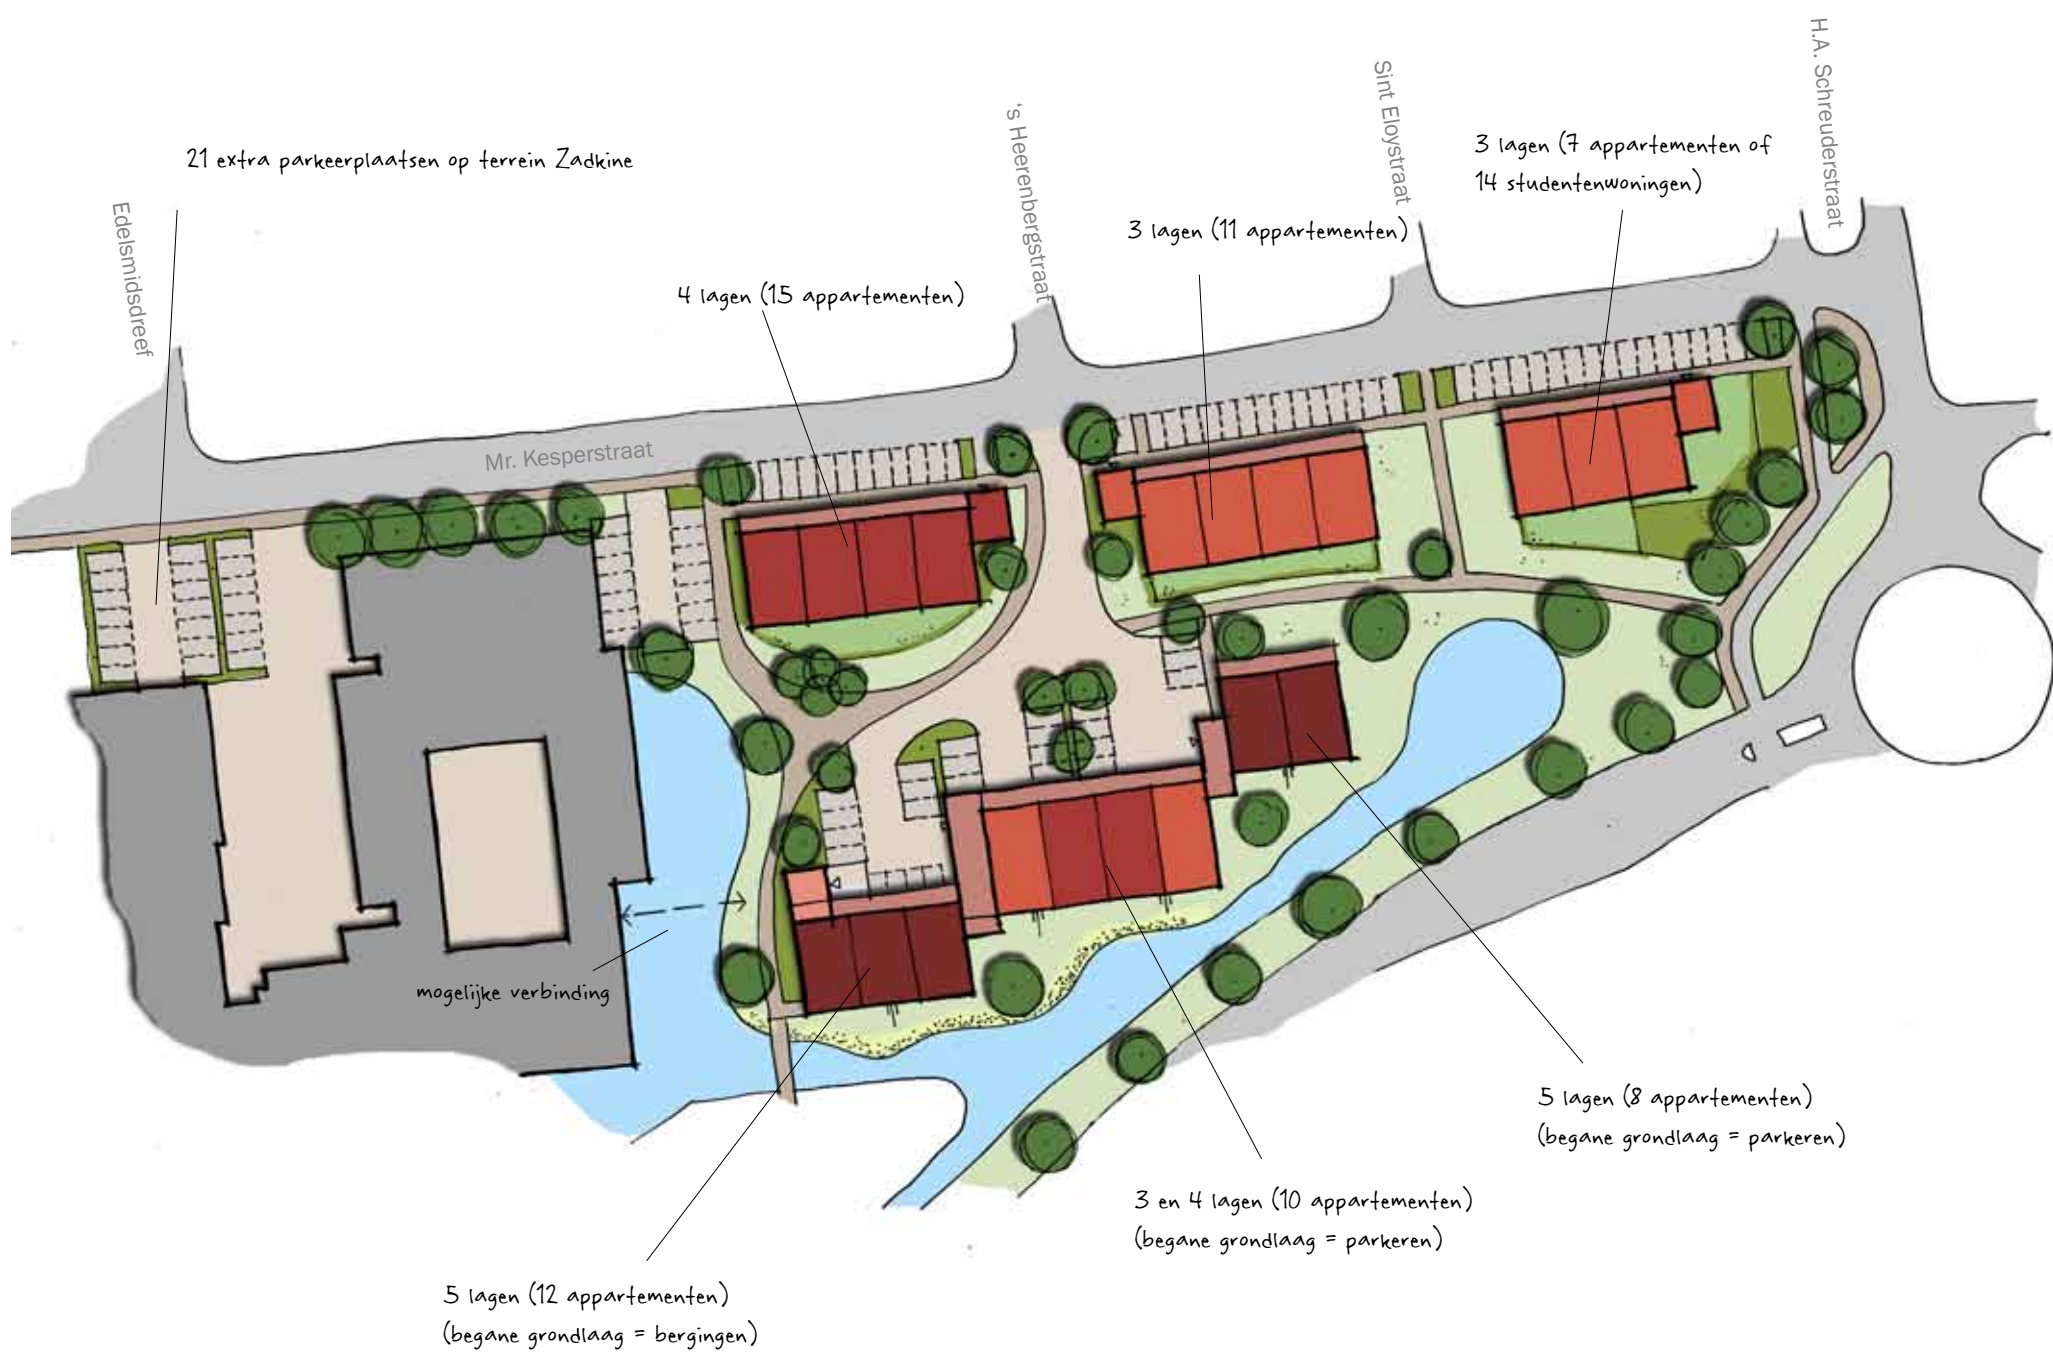 H.A. Schreuderstraat
Sint Eloystraat
's Heerenbergstraat
3 lagen (7 appartementen of
14 studentenwoningen)
21 extra parkeerplaatsen op terrein Zadkine
Edelsmidsdreef
3 lagen (11 appartementen)
4 lagen (15 appartementen)
Mr. Kesperstraat
mogelijke verbinding
5 lagen (8 appartementen)
(begane grondlaag = parkeren)
3 en 4 lagen (10 appartementen)
(begane grondlaag = parkeren)
5 lagen (12 appartementen)
(begane grondlaag = bergingen)